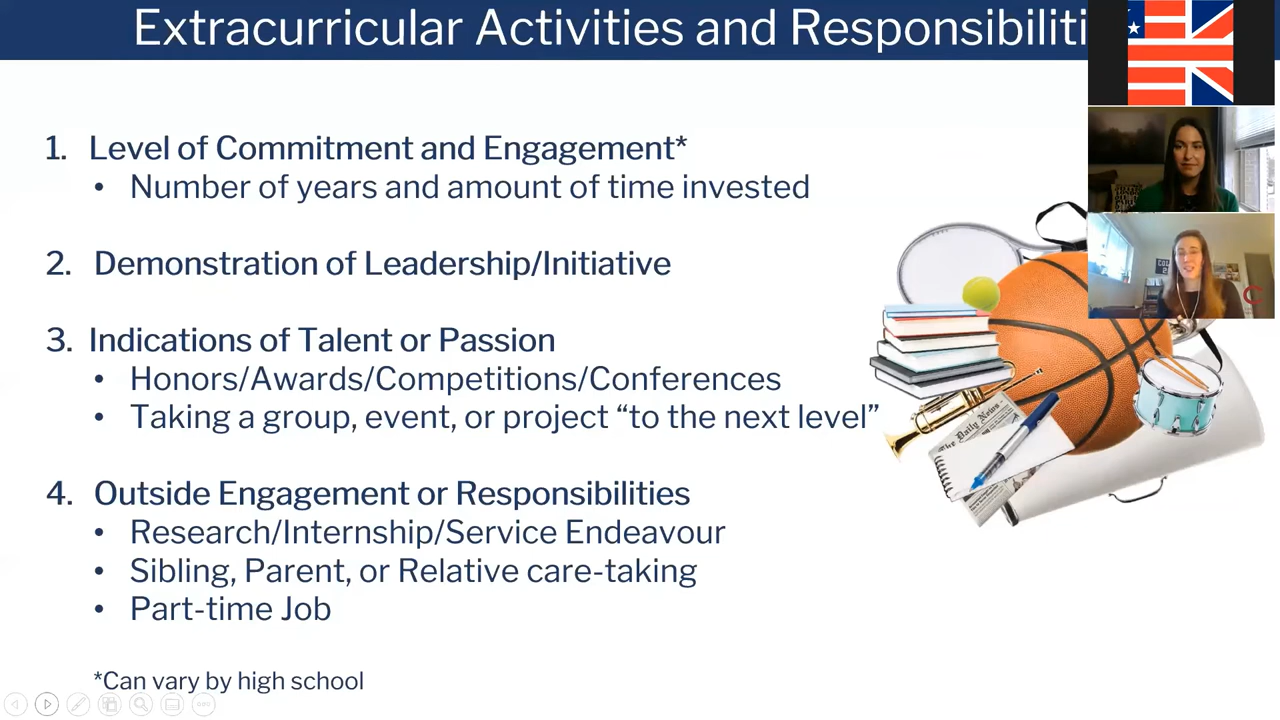 Extracurricular Activities and Responsibiliti
1. Level of Commitment and Engagement*
• Number of years and amount of time invested
2. Demonstration of Leadership/Initiative
3. Indications of Talent or Passion
• Honors/Awards/Competitions/Conferences
• Taking a group, event, or project “to the next level”
4. Outside Engagement or Responsibilities
• Research/Internship/Service Endeavour
• Sibling, Parent, or Relative care-taking
• Part-time Job
*Can vary by high school
The Daily News